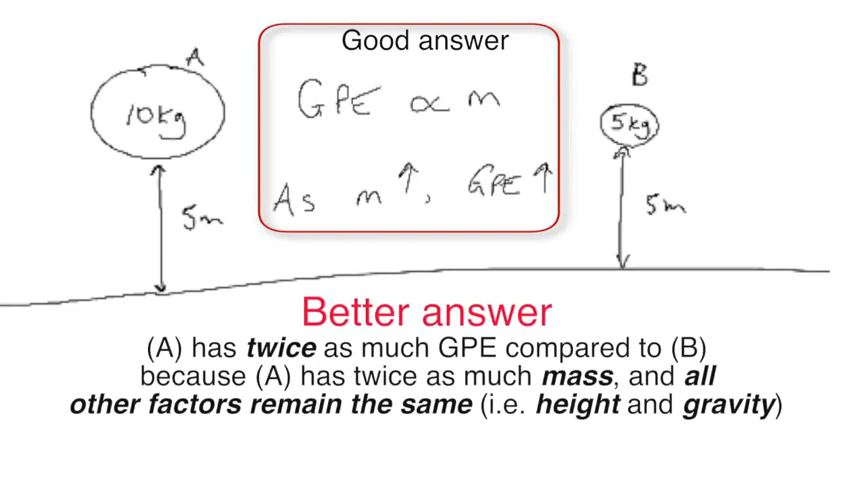 Good answer
A
10kg
GPE ∝ m
As m ↑, GPE ↑
B
5kg
5m
5m
Better answer
(A) has twice as much GPE compared to (B)
because (A) has twice as much mass, and all
other factors remain the same (i.e. height and gravity)